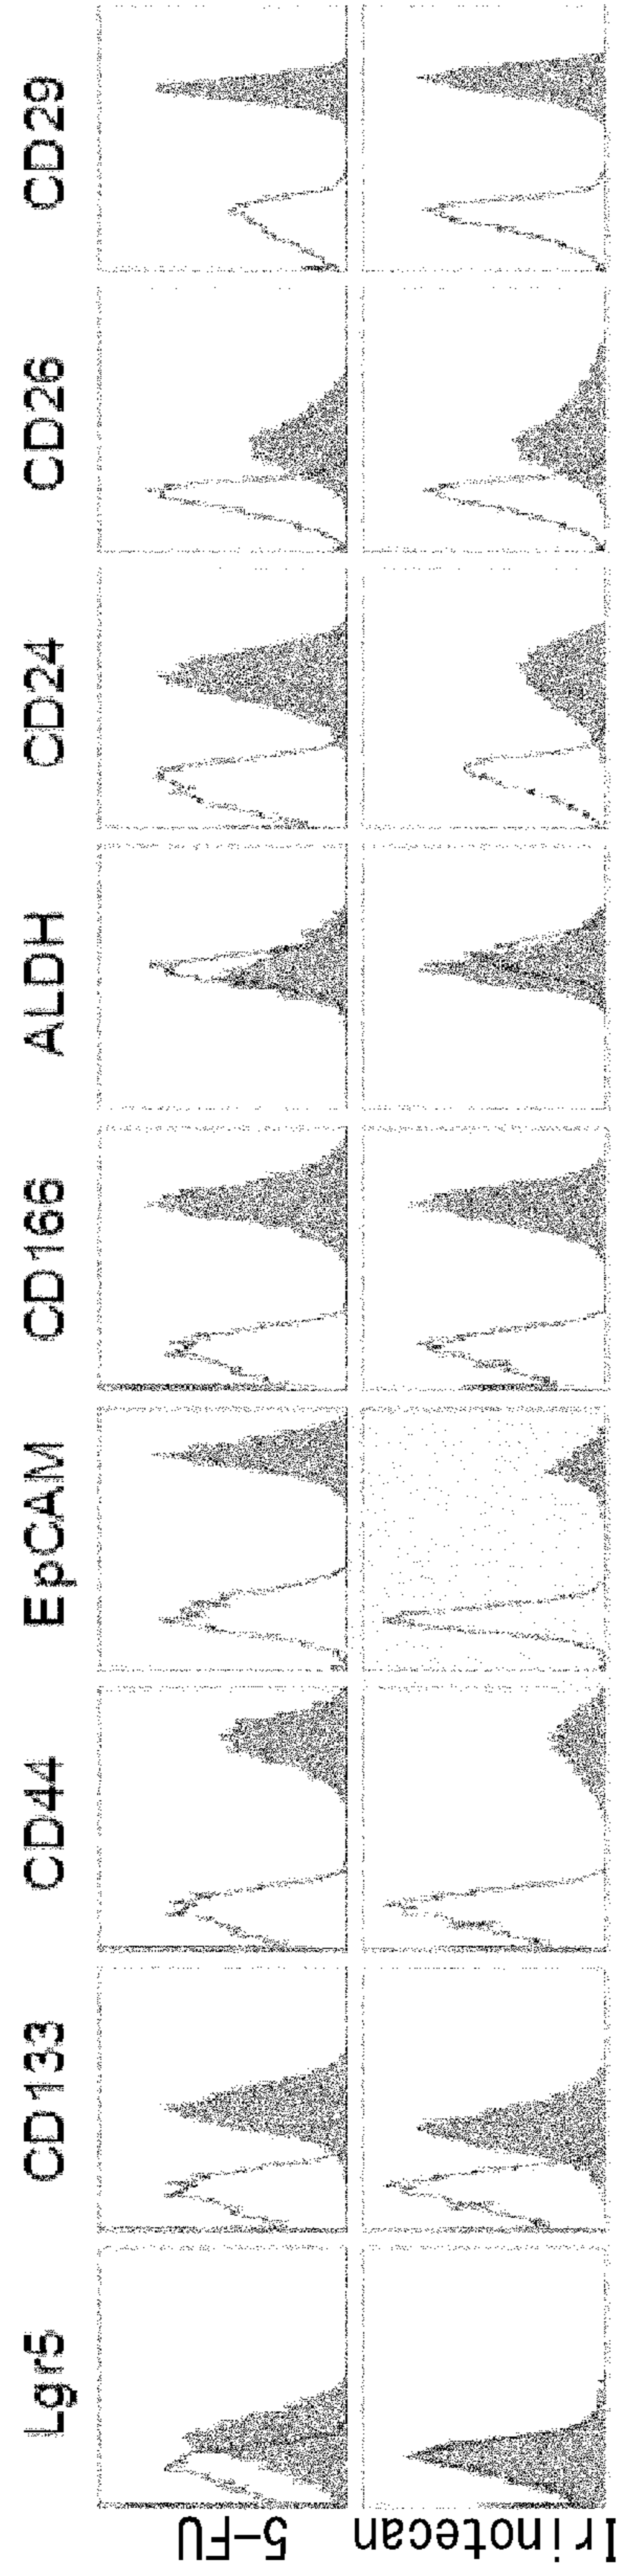 Lgr5
CD133
CD44
EpCAM
CD166
ALDH
CD24
CD26
CD29
5-FU
Irinotecan